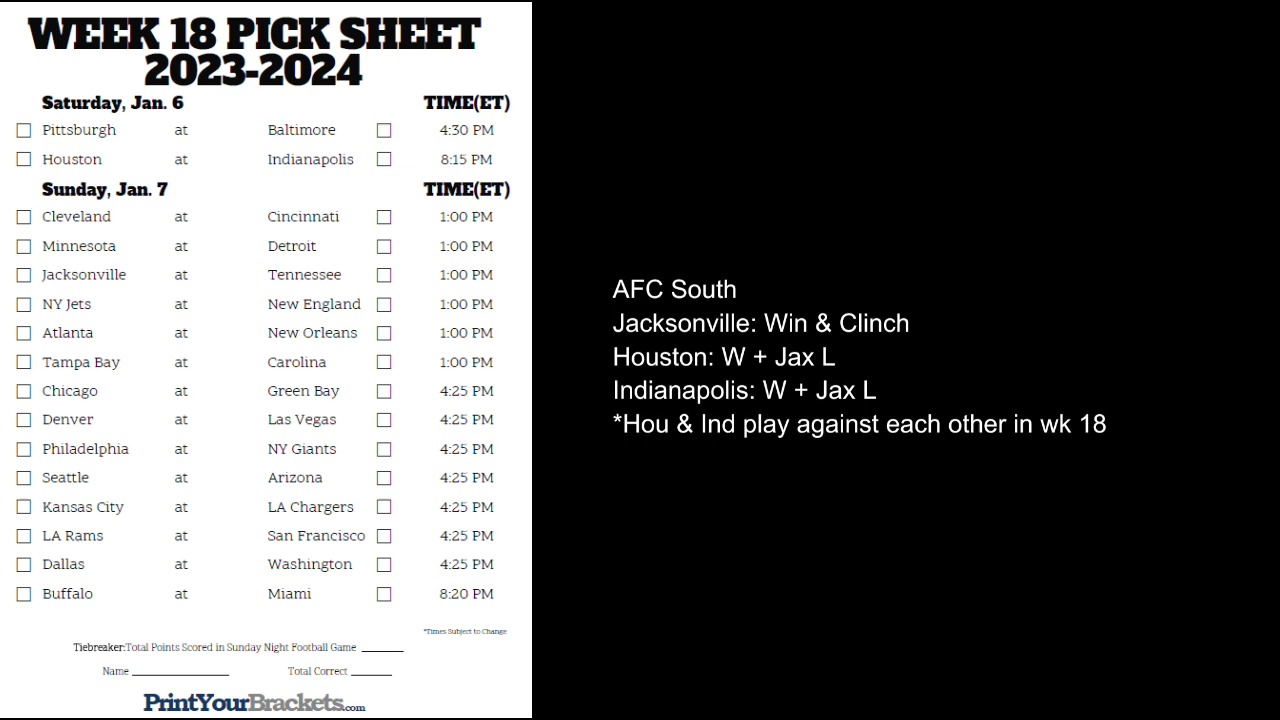 WEEK 18 PICK SHEET
2023-2024
Saturday, Jan. 6 TIME(ET)
Pittsburgh at Baltimore 4:30 PM
Houston at Indianapolis 8:15 PM
Sunday, Jan. 7 TIME(ET)
Cleveland at Cincinnati 1:00 PM
Minnesota at Detroit 1:00 PM
Jacksonville at Tennessee 1:00 PM
NY Jets at New England 1:00 PM
Atlanta at New Orleans 1:00 PM
Tampa Bay at Carolina 1:00 PM
Chicago at Green Bay 4:25 PM
Denver at Las Vegas 4:25 PM
Philadelphia at NY Giants 4:25 PM
Seattle at Arizona 4:25 PM
Kansas City at LA Chargers 4:25 PM
LA Rams at San Francisco 4:25 PM
Dallas at Washington 4:25 PM
Buffalo at Miami 8:20 PM
*Times Subject to Change
Tiebreaker:Total Points Scored in Sunday Night Football Game
Name Total Correct
PrintYourBrackets.com
AFC South
Jacksonville: Win & Clinch
Houston: W + Jax L
Indianapolis: W + Jax L
*Hou & Ind play against each other in wk 18